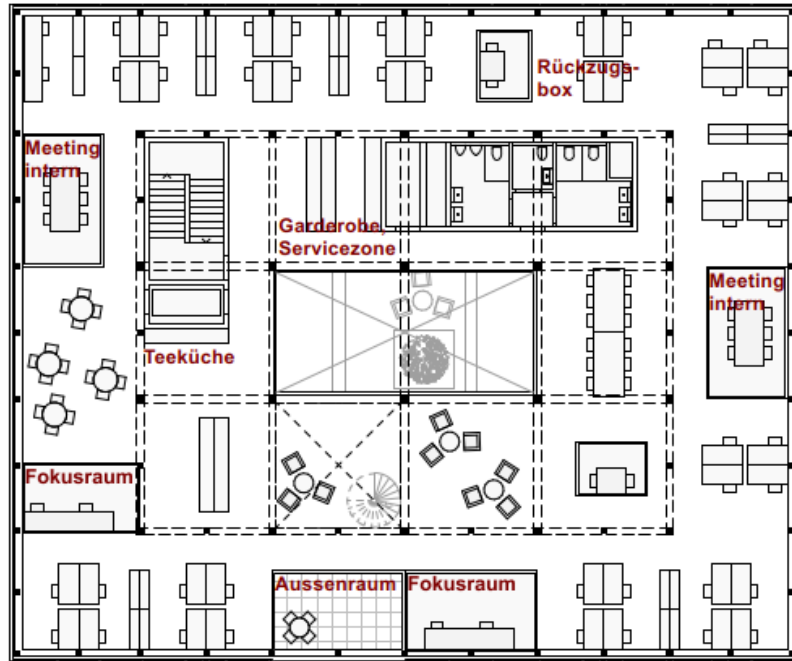 Rückzugs-
box
Meeting
intern
Garderobe,
Servicezone
Meeting
intern
Teeküche
Fokusraum
Aussenraum
Fokusraum